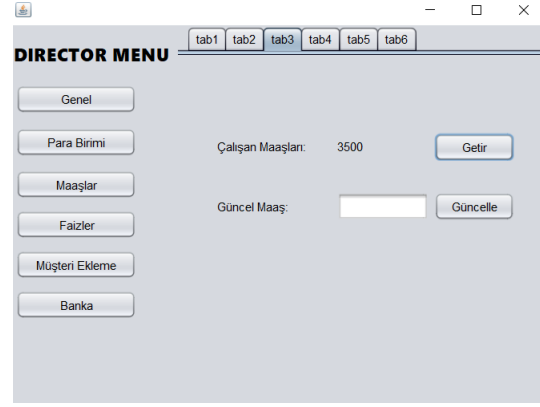 tab1 tab2 tab3 tab4 tab5 tab6
DIRECTOR MENU
Genel
Para Birimi
Çalışan Maaşları: 3500 Getir
Maaşlar
Güncel Maaş: Güncelle
Faizler
Müşteri Ekleme
Banka